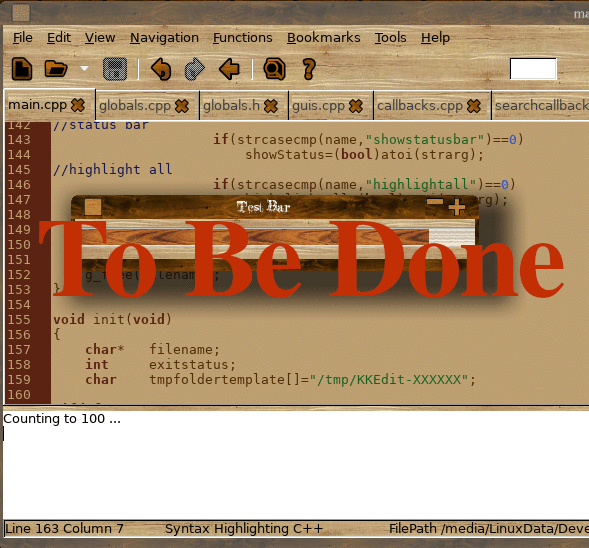 ma
File Edit View Navigation Functions Bookmarks Tools Help
main.cpp globals.cpp globals.h guis.cpp callbacks.cpp searchcallback
142 //status bar
143 if(strcasecmp(name,"showstatusbar")==0)
144 showStatus=(bool)atoi(strarg);
145 //highlight all
146 if(strcasecmp(name,"highlightall")==0)
147
148
Test Bar
To Be Done
149
150
151
152
153 }
154
155 void init(void)
156 {
157 char* filename;
158 int exitstatus;
159 char tmpfoldertemplate[]="/tmp/KKEdit-XXXXXX";
160
Counting to 100 ...
Line 163 Column 7 Syntax Highlighting C++ FilePath /media/LinuxData/Deve